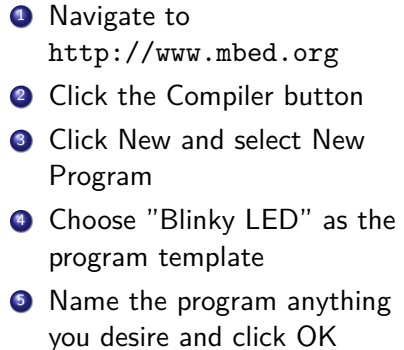 1 Navigate to
http://www.mbed.org
2 Click the Compiler button
3 Click New and select New
Program
4 Choose ”Blinky LED” as the
program template
5 Name the program anything
you desire and click OK